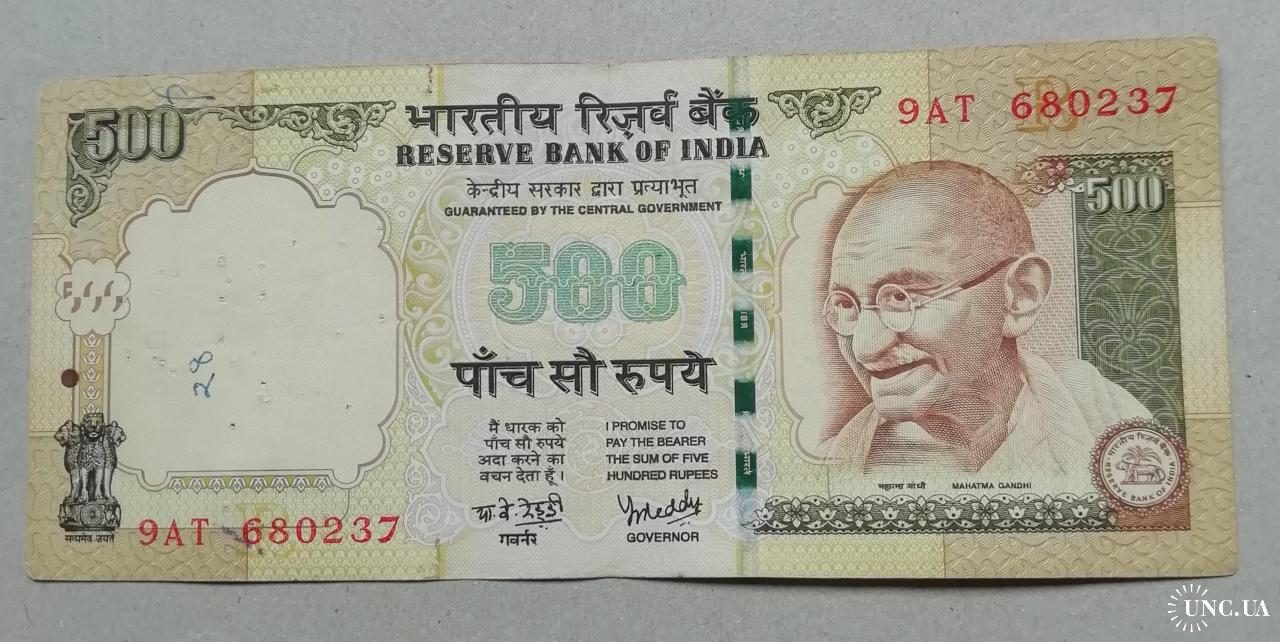 500
भारतीय रिज़र्व बैंक
RESERVE BANK OF INDIA
9AT 680237
केन्द्रीय सरकार द्वारा प्रत्याभूत
GUARANTEED BY THE CENTRAL GOVERNMENT
500
500
पाँच सौ रुपये
२४
मैं धारक को
पाँच सौ रुपये
अदा करने का
वचन देता हूँ ।
I PROMISE TO
PAY THE BEARER
THE SUM OF FIVE
HUNDRED RUPEES
गवर्नर
GOVERNOR
महात्मा गांधी MAHATMA GANDHI
भारतीय रिज़र्व बैंक
RESERVE BANK OF INDIA
सत्यमेव जयते
9AT 680237
UNC.UA